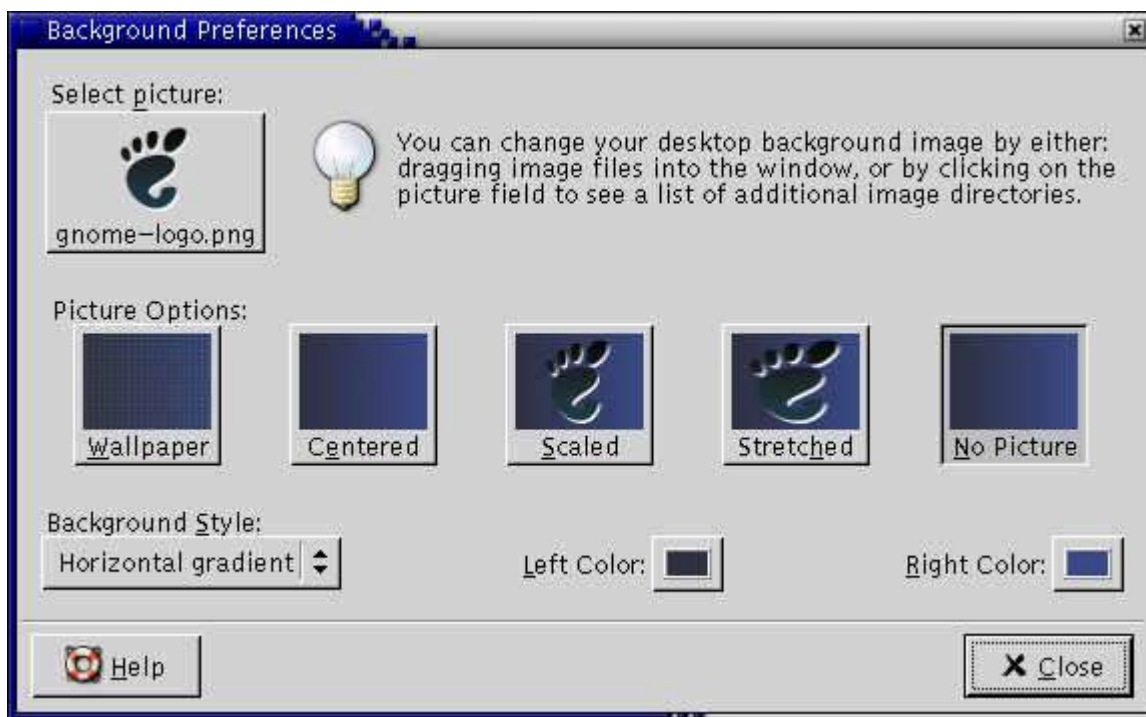 Background Preferences
Select picture:
You can change your desktop background image by either:
dragging image files into the window, or by clicking on the
picture field to see a list of additional image directories.
gnome-logo.png
Picture Options:
Wallpaper
Centered
Scaled
Stretched
No Picture
Background Style:
Horizontal gradient
Left Color:
Right Color:
Help
Close